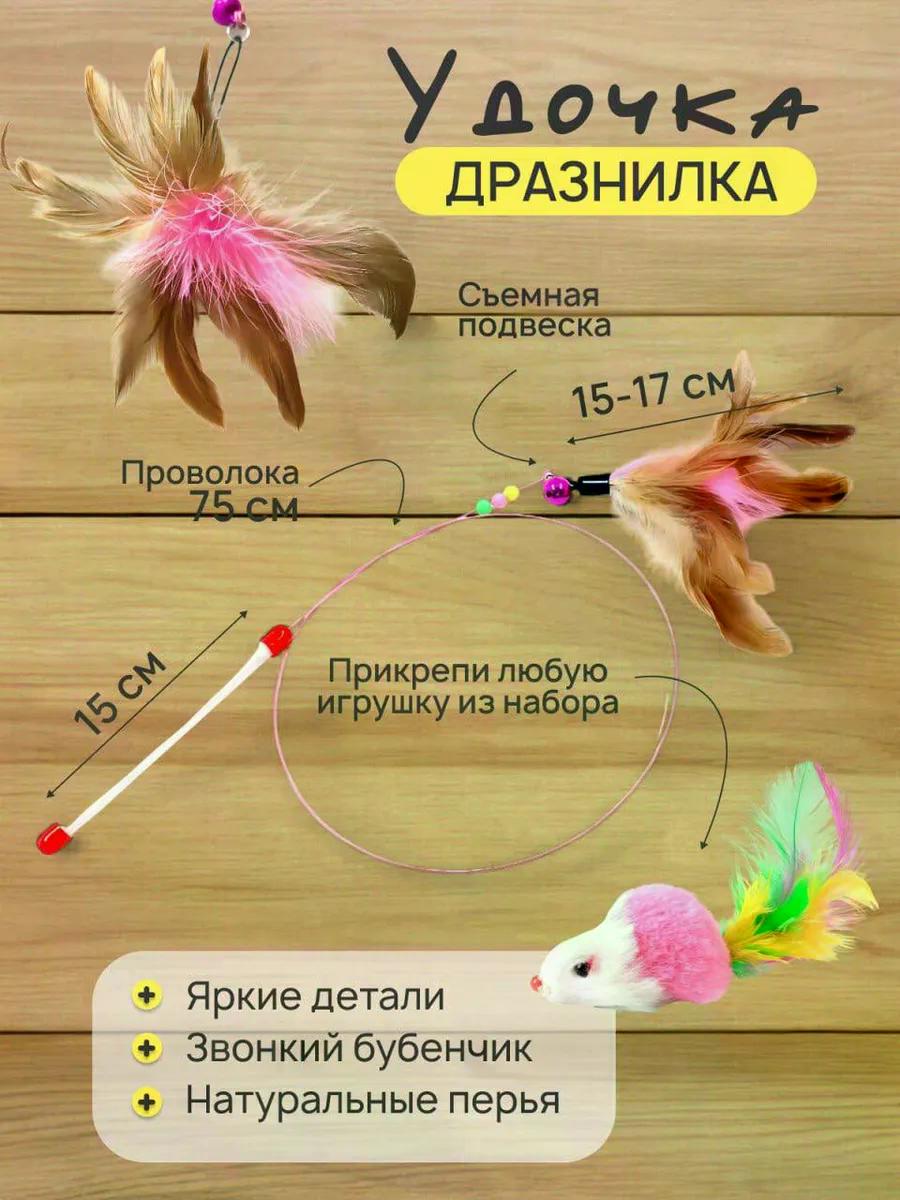 Удочка
ДРАЗНИЛКА
Съемная
подвеска
15-17 см
Проволока
75 см
15 см
Прикрепи любую
игрушку из набора
Яркие детали
Звонкий бубенчик
Натуральные перья